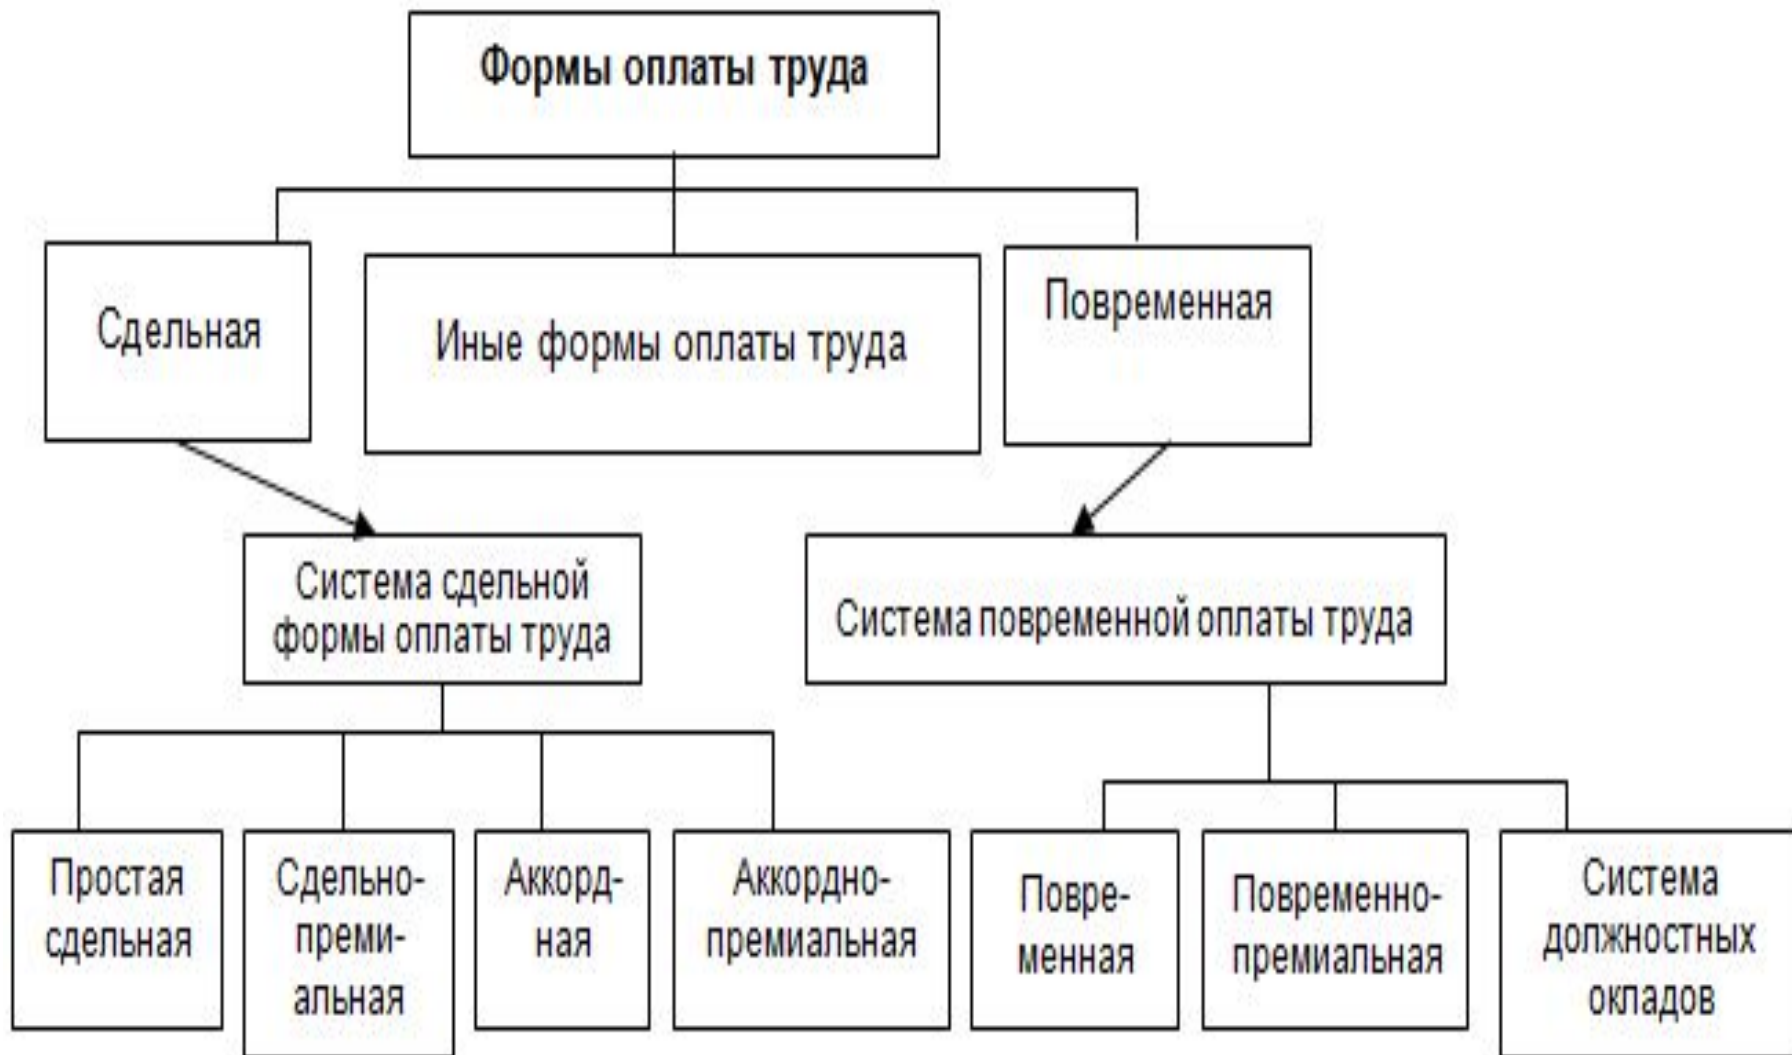 Формы оплаты труда
Сдельная
Иные формы оплаты труда
Повременная
Система сдельной
формы оплаты труда
Система повременной оплаты труда
Простая
сдельная
Сдельно-
преми-
альная
Аккорд-
ная
Аккордно-
премиальная
Повре-
менная
Повременно-
премиальная
Система
должностных
окладов